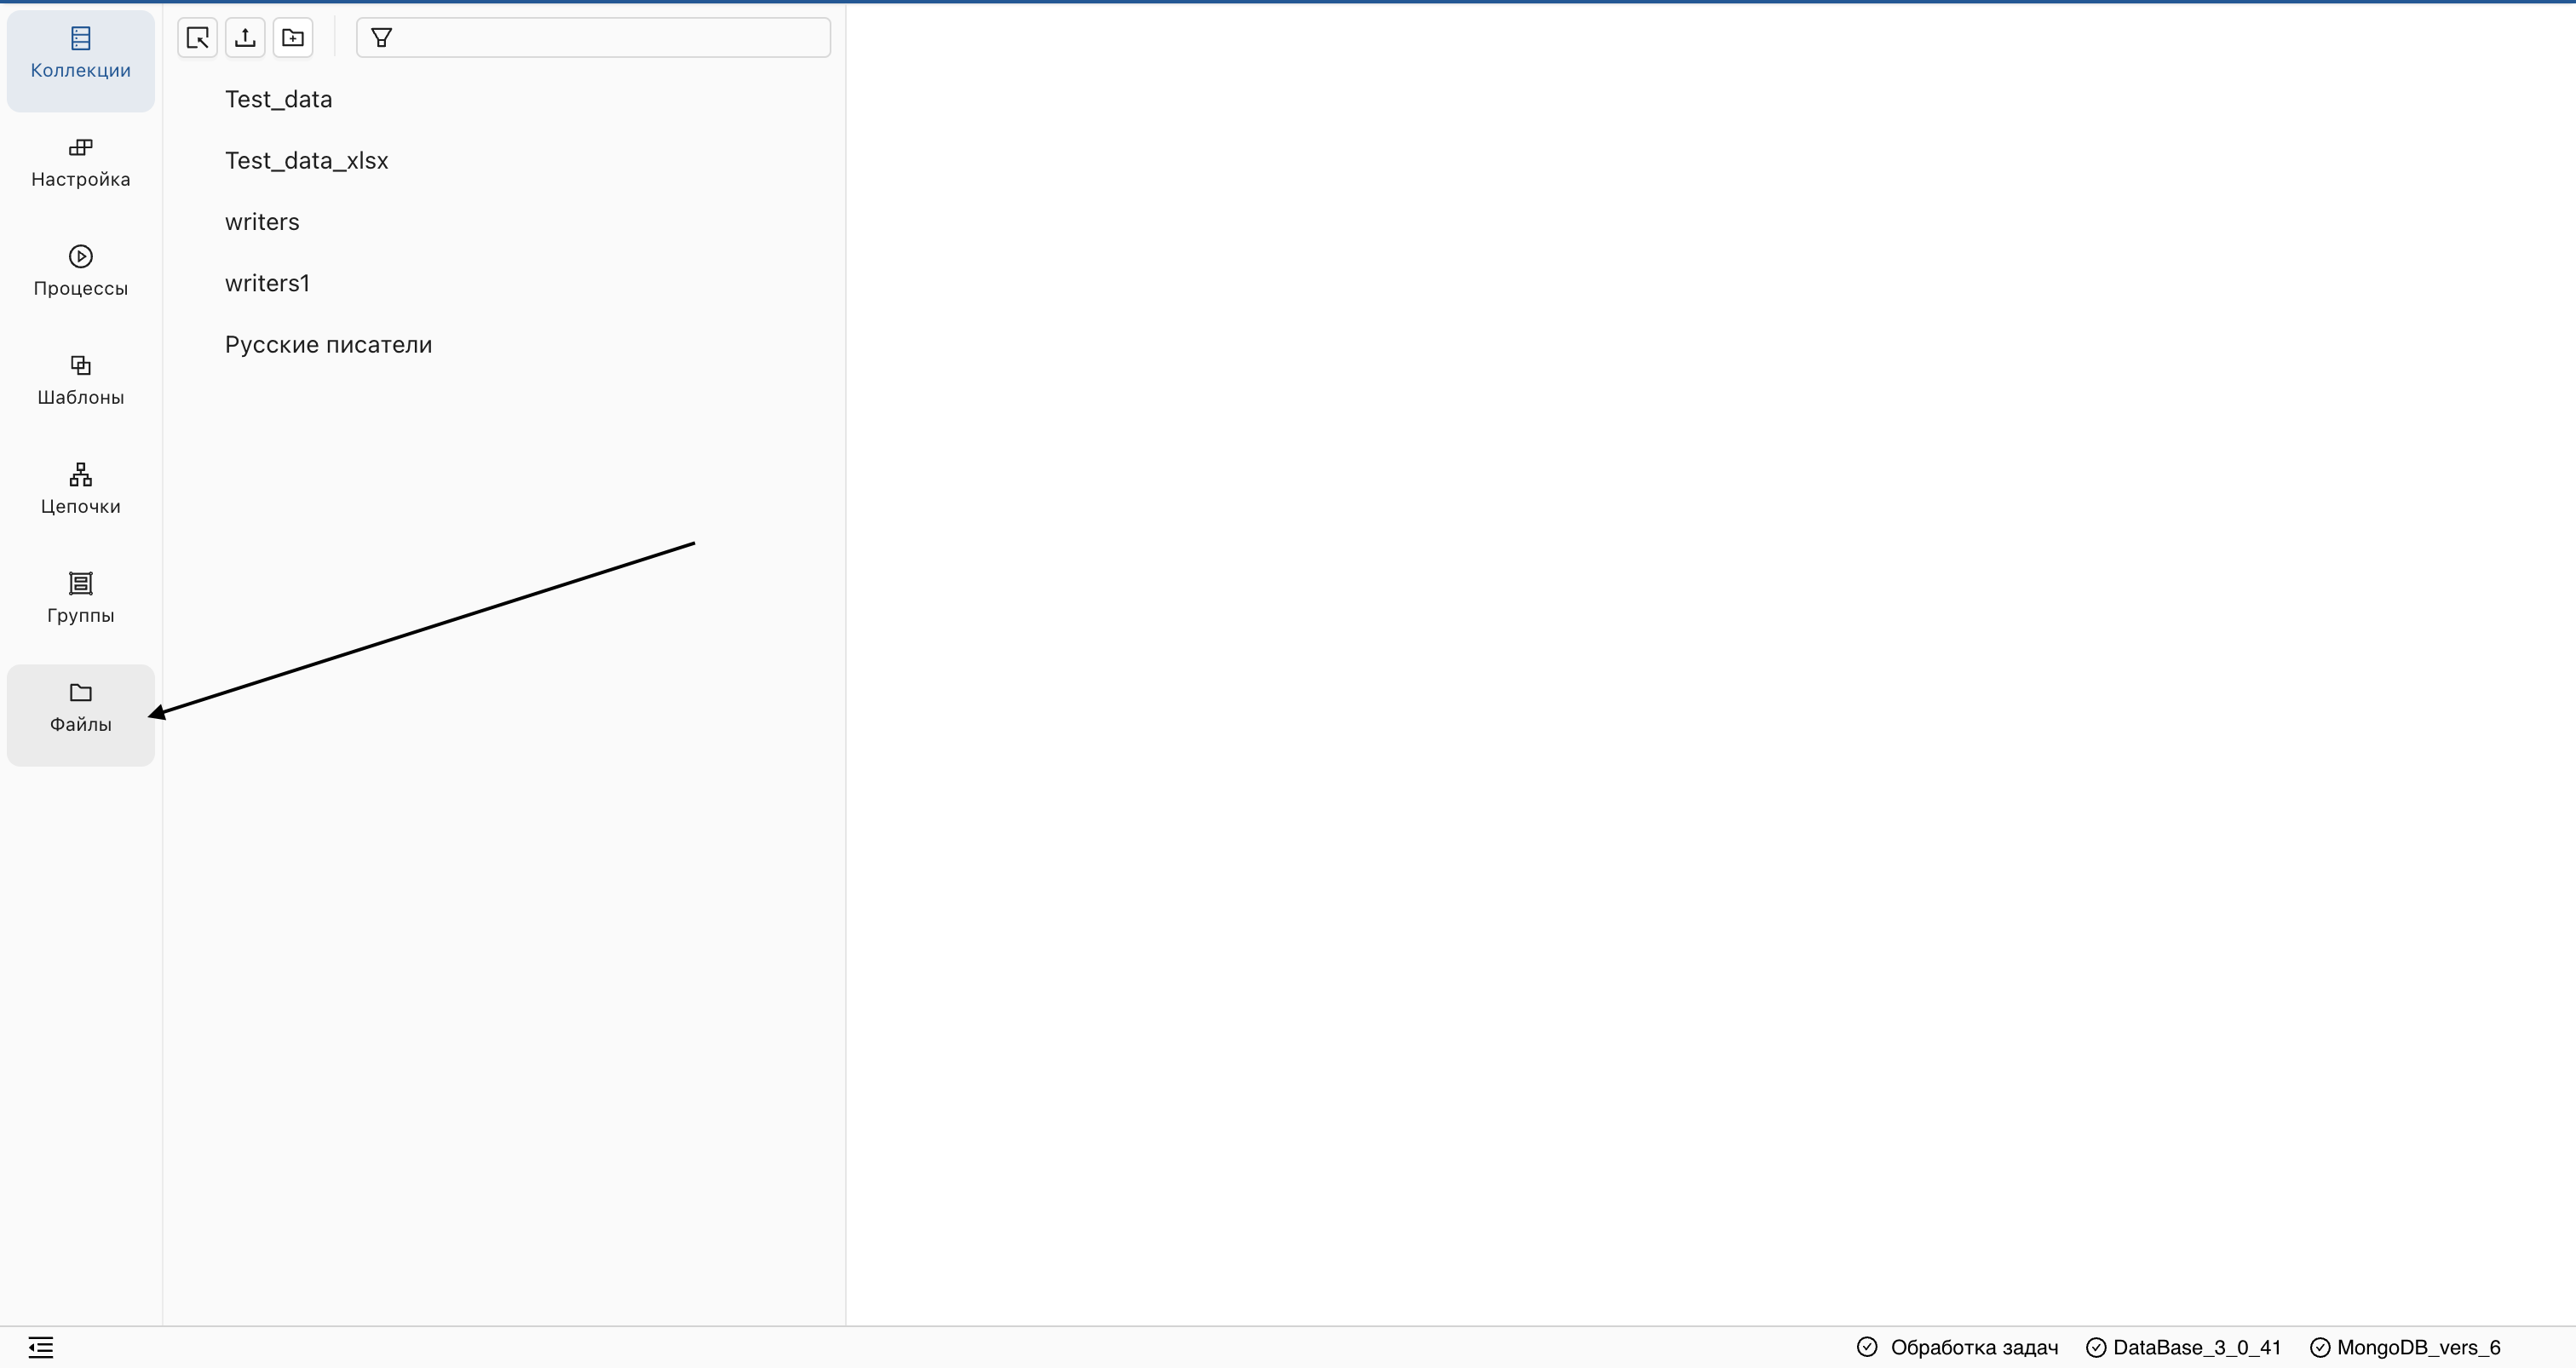 Коллекции
Настройка
Процессы
Шаблоны
Цепочки
Группы
Файлы
Test_data
Test_data_xlsx
writers
writers1
Русские писатели
Обработка задач DataBase_3_0_41 MongoDB_vers_6